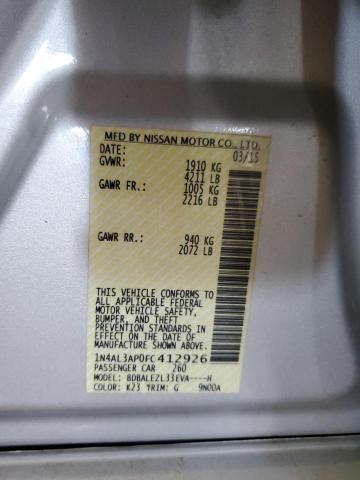 MFD BY NISSAN MOTOR CO., LTD.
DATE: 03/15
GVWR: 1910 KG
4211 LB
GAWR FR.: 1005 KG
2216 LB
GAWR RR.: 940 KG
2072 LB
THIS VEHICLE CONFORMS TO
ALL APPLICABLE FEDERAL
MOTOR VEHICLE SAFETY,
BUMPER, AND THEFT
PREVENTION STANDARDS
IN EFFECT ON THE DATE OF
MANUFACTURE SHOWN ABOVE.
1N4AL3AP0FC412926
PASSENGER CAR 260
MODEL: BDBALEZL33EVA----H
COLOR: K23 TRIM: G 9N00A